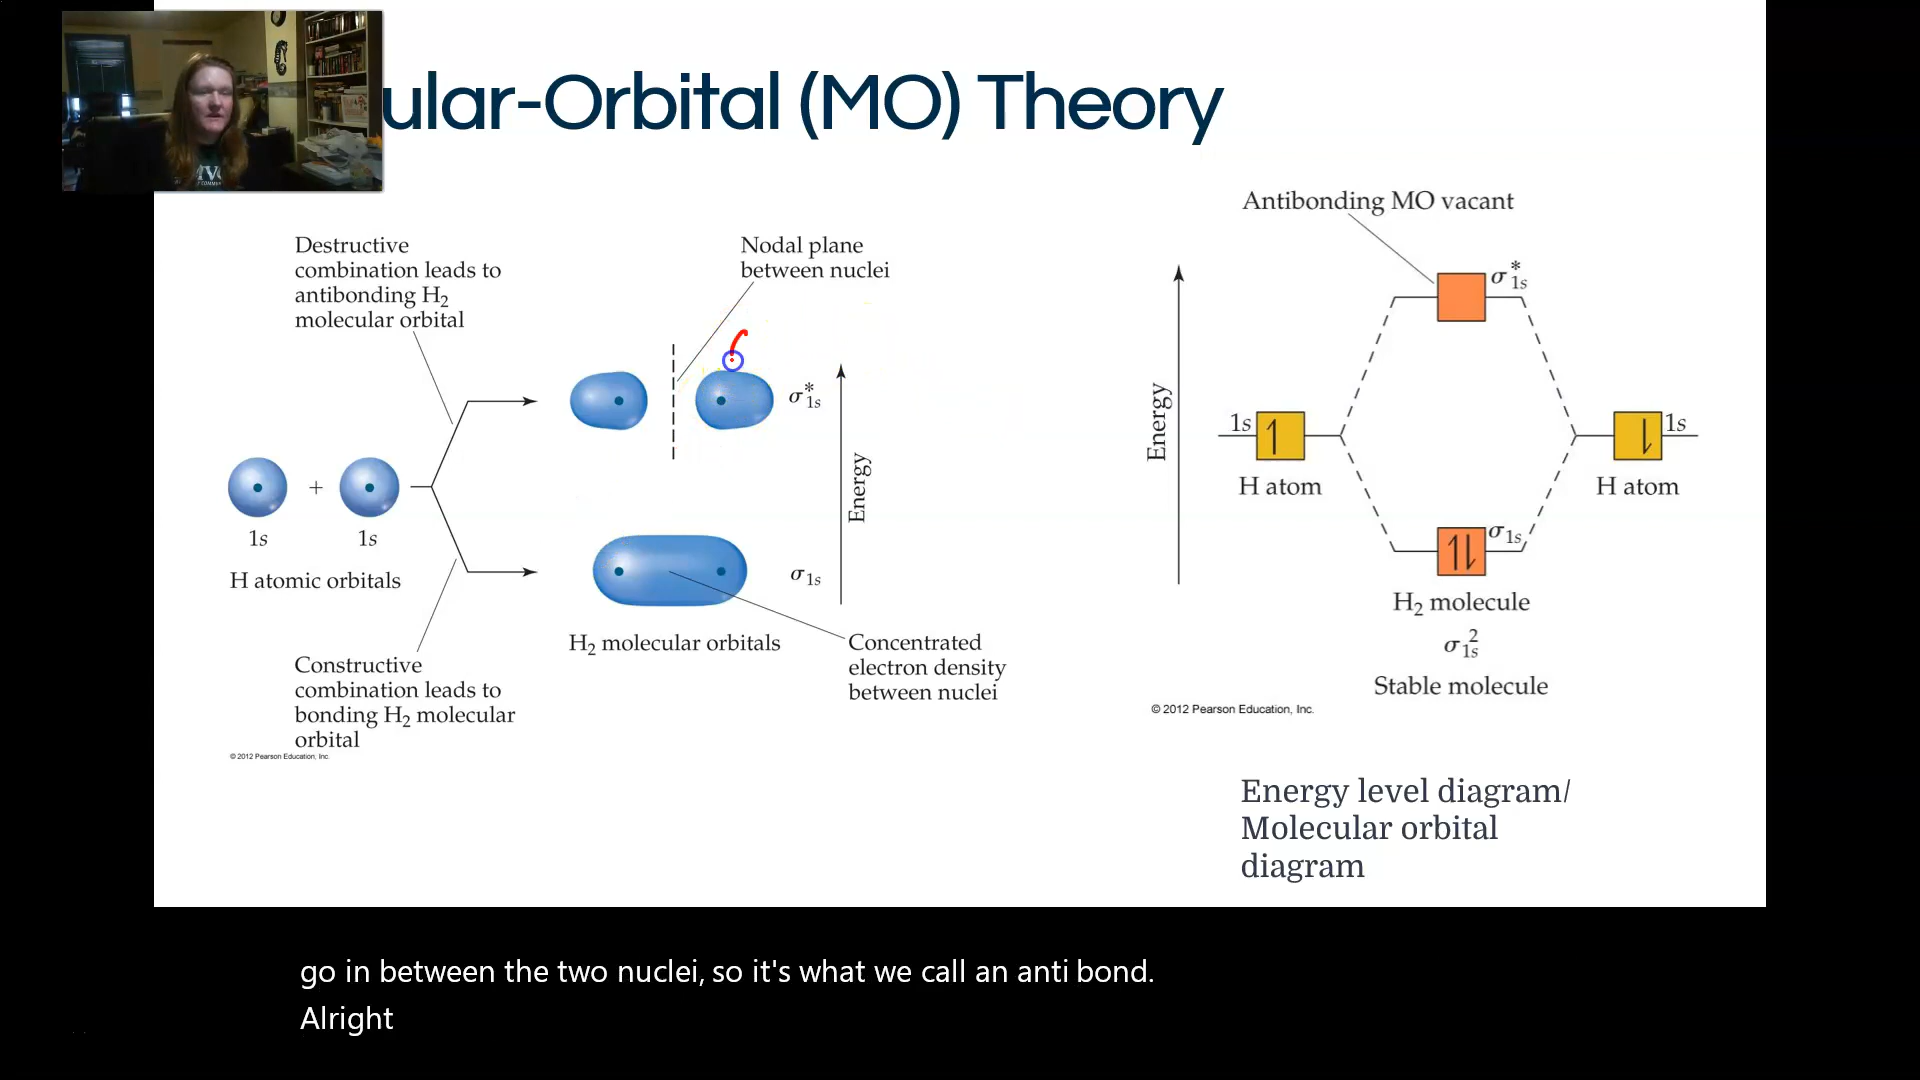 ular-Orbital (MO) Theory
Destructive
combination leads to
antibonding H₂
molecular orbital
Nodal plane
between nuclei
σ*1s
Energy
1s
+
1s
H atomic orbitals
σ1s
H₂ molecular orbitals
Concentrated
electron density
between nuclei
Constructive
combination leads to
bonding H₂ molecular
orbital
© 2012 Pearson Education, Inc.
Antibonding MO vacant
σ*1s
Energy
1s
1s
H atom
H atom
σ1s
H₂ molecule
σ²1s
Stable molecule
© 2012 Pearson Education, Inc.
Energy level diagram/
Molecular orbital
diagram
go in between the two nuclei, so it's what we call an anti bond.
Alright